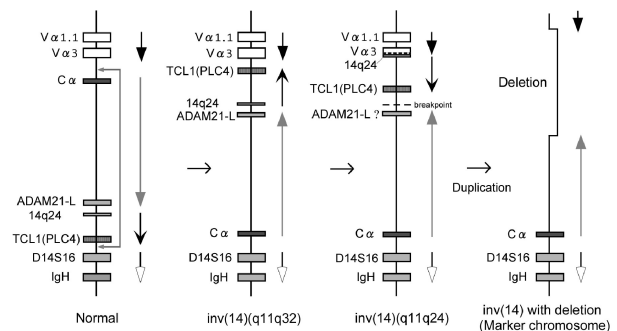 Vα1.1
Vα3
Cα
ADAM21-L
14q24
TCL1(PLC4)
D14S16
IgH
Normal
Vα1.1
Vα3
TCL1(PLC4)
14q24
ADAM21-L
Cα
D14S16
IgH
inv(14)(q11q32)
Vα1.1
Vα3
14q24
TCL1(PLC4)
breakpoint
ADAM21-L ?
Cα
D14S16
IgH
inv(14)(q11q24)
Duplication
Deletion
Cα
D14S16
IgH
inv(14) with deletion
(Marker chromosome)